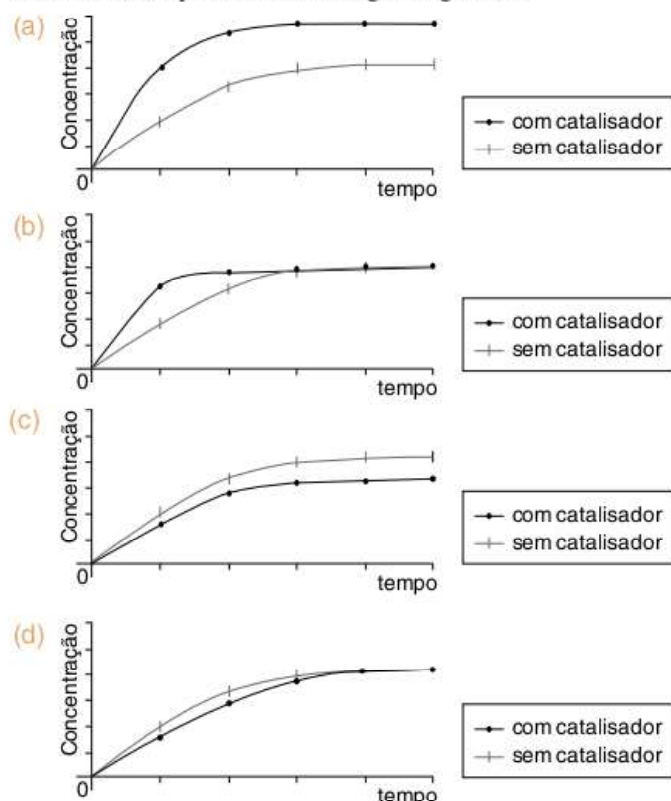 (a)
Concentração
0
tempo
com catalisador
sem catalisador
(b)
Concentração
0
tempo
com catalisador
sem catalisador
(c)
Concentração
0
tempo
com catalisador
sem catalisador
(d)
Concentração
0
tempo
com catalisador
sem catalisador